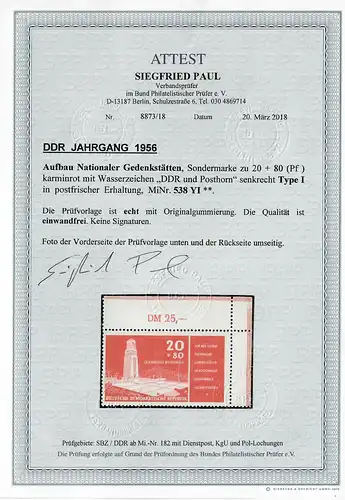 ATTEST
SIEGFRIED PAUL
Verbandsprüfer
im Bund Philatelistischer Prüfer e. V.
D-13187 Berlin, Schulzestraße 6, Tel. 030 4869714
Nr. 8873/18 Datum 20. März 2018
DDR JAHRGANG 1956
Aufbau Nationaler Gedenkstätten, Sondermarke zu 20 + 80 (Pf )
karminrot mit Wasserzeichen „DDR und Posthorn“ senkrecht Type I
in postfrischer Erhaltung, MiNr. 538 YI **.
Die Prüfvorlage ist echt mit Originalgummierung. Die Qualität ist
einwandfrei. Keine Signaturen.
Foto der Vorderseite der Prüfvorlage unten und der Rückseite umseitig.
DM 25,–
20
+80
DEUTSCHE DEMOKRATISCHE REPUBLIK
Prüfgebiete: SBZ / DDR ab Mi.-Nr. 182 mit Dienstpost, KgU und Pol-Lochungen
Die Prüfung erfolgte auf Grund der Prüfordnung des Bundes Philatelistischer Prüfer e. V.